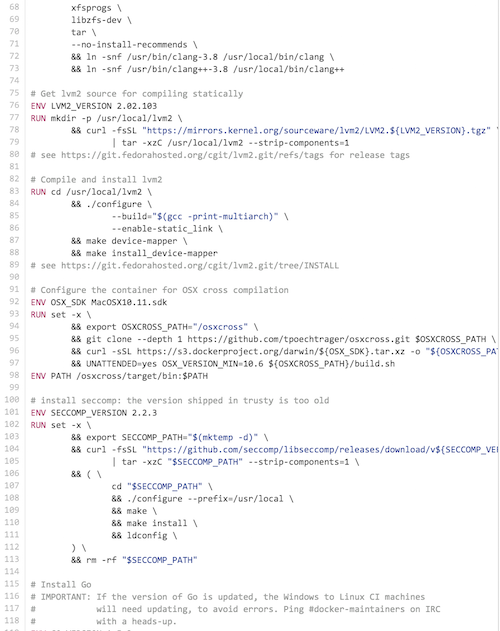 68 xfsprogs \
69 libzfs-dev \
70 tar \
71 --no-install-recommends \
72 && ln -snf /usr/bin/clang-3.8 /usr/local/bin/clang \
73 && ln -snf /usr/bin/clang++-3.8 /usr/local/bin/clang++
74
75 # Get lvm2 source for compiling statically
76 ENV LVM2_VERSION 2.02.103
77 RUN mkdir -p /usr/local/lvm2 \
78 && curl -fsSL "https://mirrors.kernel.org/sourceware/lvm2/LVM2.${LVM2_VERSION}.tgz" \
79 | tar -xzC /usr/local/lvm2 --strip-components=1
80 # see https://git.fedorahosted.org/cgit/lvm2.git/refs/tags for release tags
81
82 # Compile and install lvm2
83 RUN cd /usr/local/lvm2 \
84 && ./configure \
85 --build="$(gcc -print-multiarch)" \
86 --enable-static_link \
87 && make device-mapper \
88 && make install_device-mapper
89 # see https://git.fedorahosted.org/cgit/lvm2.git/tree/INSTALL
90
91 # Configure the container for OSX cross compilation
92 ENV OSX_SDK MacOSX10.11.sdk
93 RUN set -x \
94 && export OSXCROSS_PATH="/osxcross" \
95 && git clone --depth 1 https://github.com/tpoechtrager/osxcross.git $OSXCROSS_PATH \
96 && curl -sSL https://s3.dockerproject.org/darwin/${OSX_SDK}.tar.xz -o "${OSXCROSS_PAT
97 && UNATTENDED=yes OSX_VERSION_MIN=10.6 ${OSXCROSS_PATH}/build.sh
98 ENV PATH /osxcross/target/bin:$PATH
99
100 # install seccomp: the version shipped in trusty is too old
101 ENV SECCOMP_VERSION 2.2.3
102 RUN set -x \
103 && export SECCOMP_PATH="$(mktemp -d)" \
104 && curl -fsSL "https://github.com/seccomp/libseccomp/releases/download/v${SECCOMP_VE
105 | tar -xzC "$SECCOMP_PATH" --strip-components=1 \
106 && ( \
107 cd "$SECCOMP_PATH" \
108 && ./configure --prefix=/usr/local \
109 && make \
110 && make install \
111 && ldconfig \
112 ) \
113 && rm -rf "$SECCOMP_PATH"
114
115 # Install Go
116 # IMPORTANT: If the version of Go is updated, the Windows to Linux CI machines
117 # will need updating, to avoid errors. Ping #docker-maintainers on IRC
118 # with a heads-up.